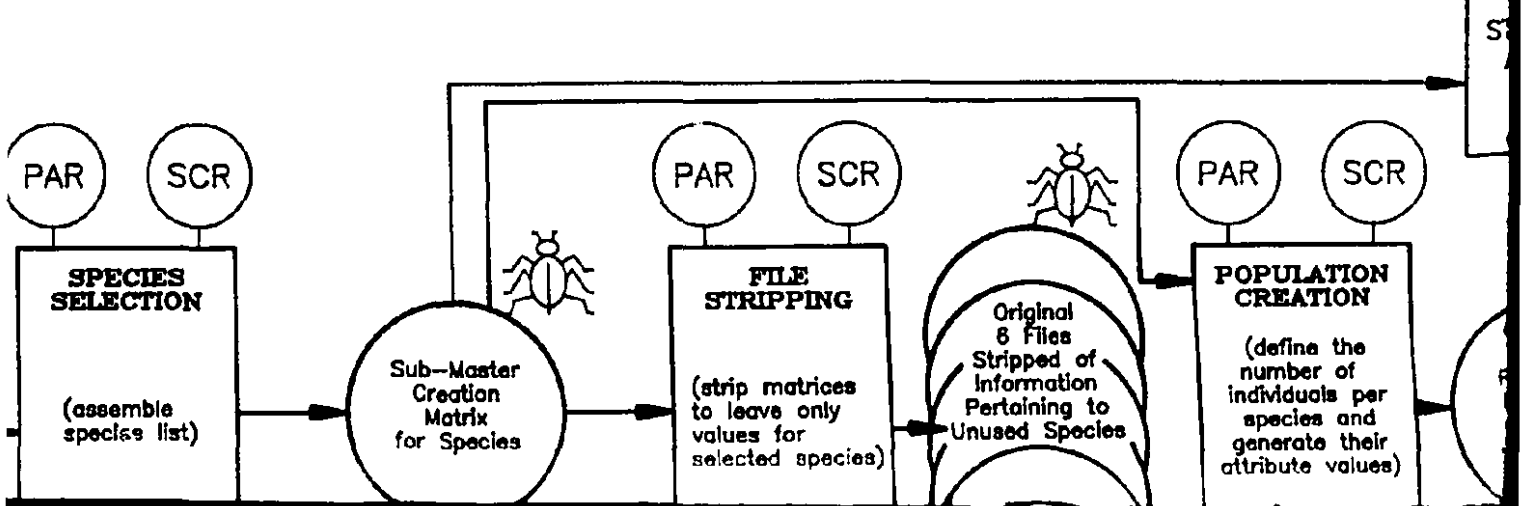 PAR
SCR
SPECIES
SELECTION
(assemble
species list)
Sub-Master
Creation
Matrix
for Species
PAR
SCR
FILE
STRIPPING
(strip matrices
to leave only
values for
selected species)
Original
6 Files
Stripped of
Information
Pertaining to
Unused Species
PAR
SCR
POPULATION
CREATION
(define the
number of
individuals per
species and
generate their
attribute values)